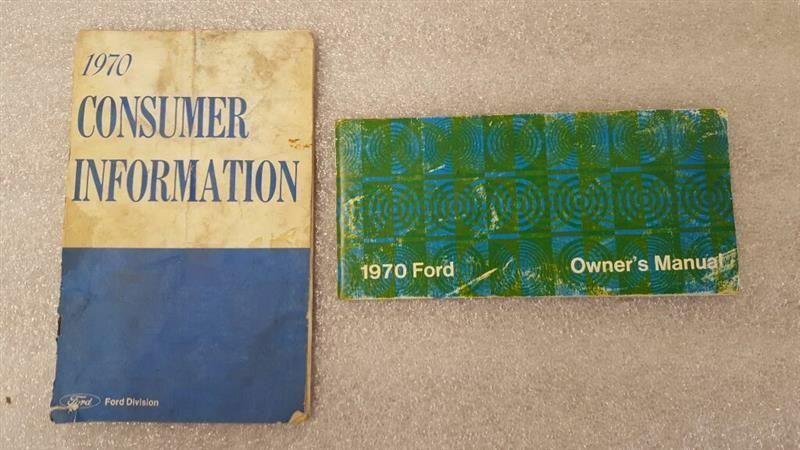 1970
CONSUMER
INFORMATION
Ford Ford Division
1970 Ford Owner's Manual